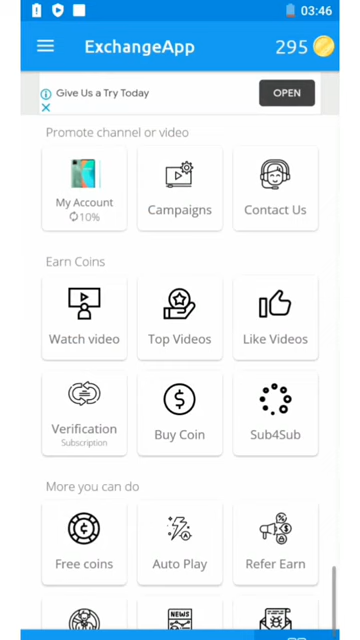 03:46
ExchangeApp
295
Give Us a Try Today
OPEN
Promote channel or video
My Account
10%
Campaigns
Contact Us
Earn Coins
Watch video
Top Videos
Like Videos
Verification
Subscription
Buy Coin
Sub4Sub
More you can do
Free coins
Auto Play
Refer Earn
NEWS